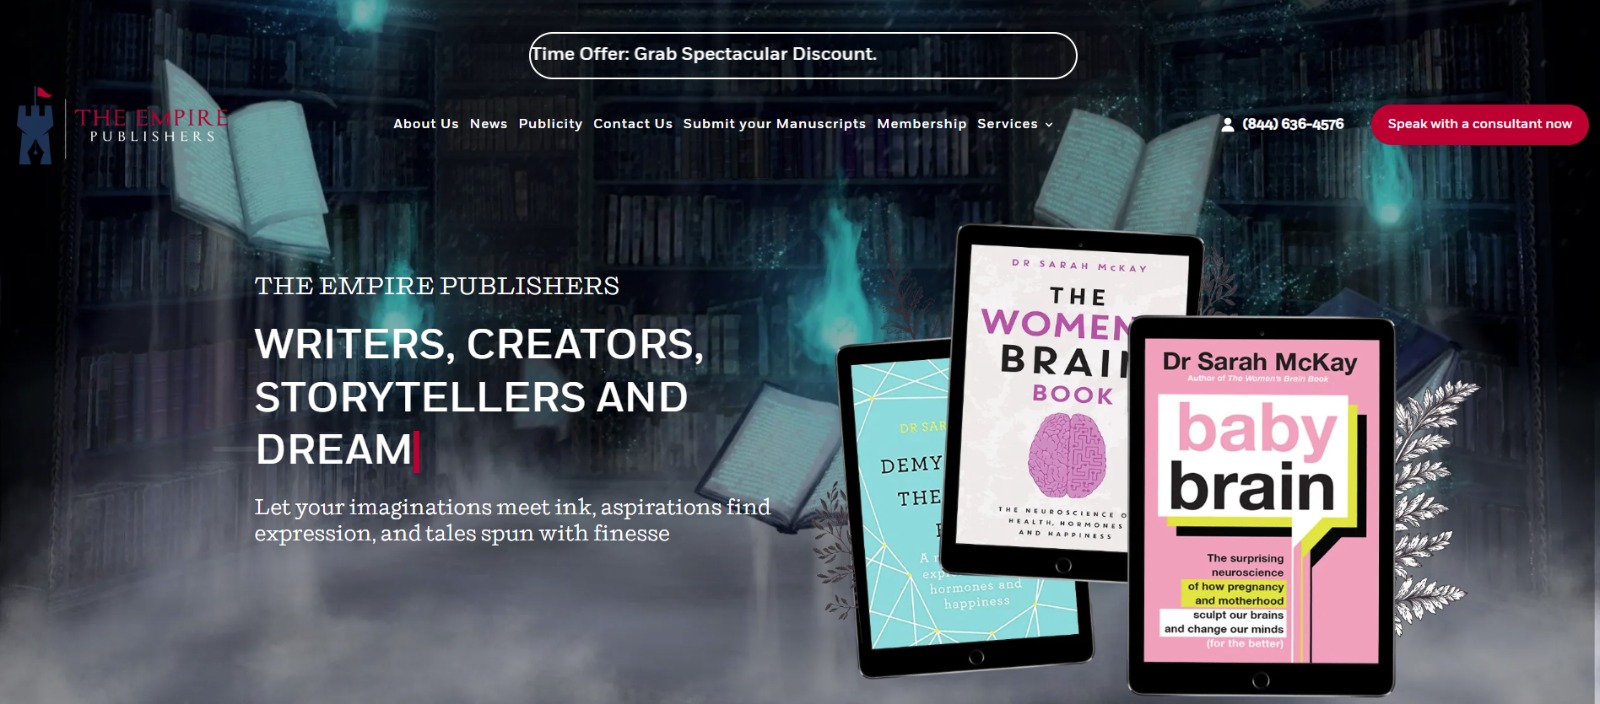 Time Offer: Grab Spectacular Discount.
THE EMPIRE
PUBLISHERS
About Us News Publicity Contact Us Submit your Manuscripts Membership Services
(844) 636-4576
Speak with a consultant now
THE EMPIRE PUBLISHERS
WRITERS, CREATORS,
STORYTELLERS AND
DREAM
Let your imaginations meet ink, aspirations find
expression, and tales spun with finesse
DR SAR
DEMY
THE
A
hormones and
happiness
DR SARAH McKAY
THE
WOMEN
BRAIN
BOOK
THE NEUROSCIENCE O
HEALTH, HORMONES
AND HAPPINESS
Dr Sarah McKay
Author of The Woman's Brain Book
baby
brain
The surprising
neuroscience
of how pregnancy
and motherhood
sculpt our brains
and change our minds
(for the better)